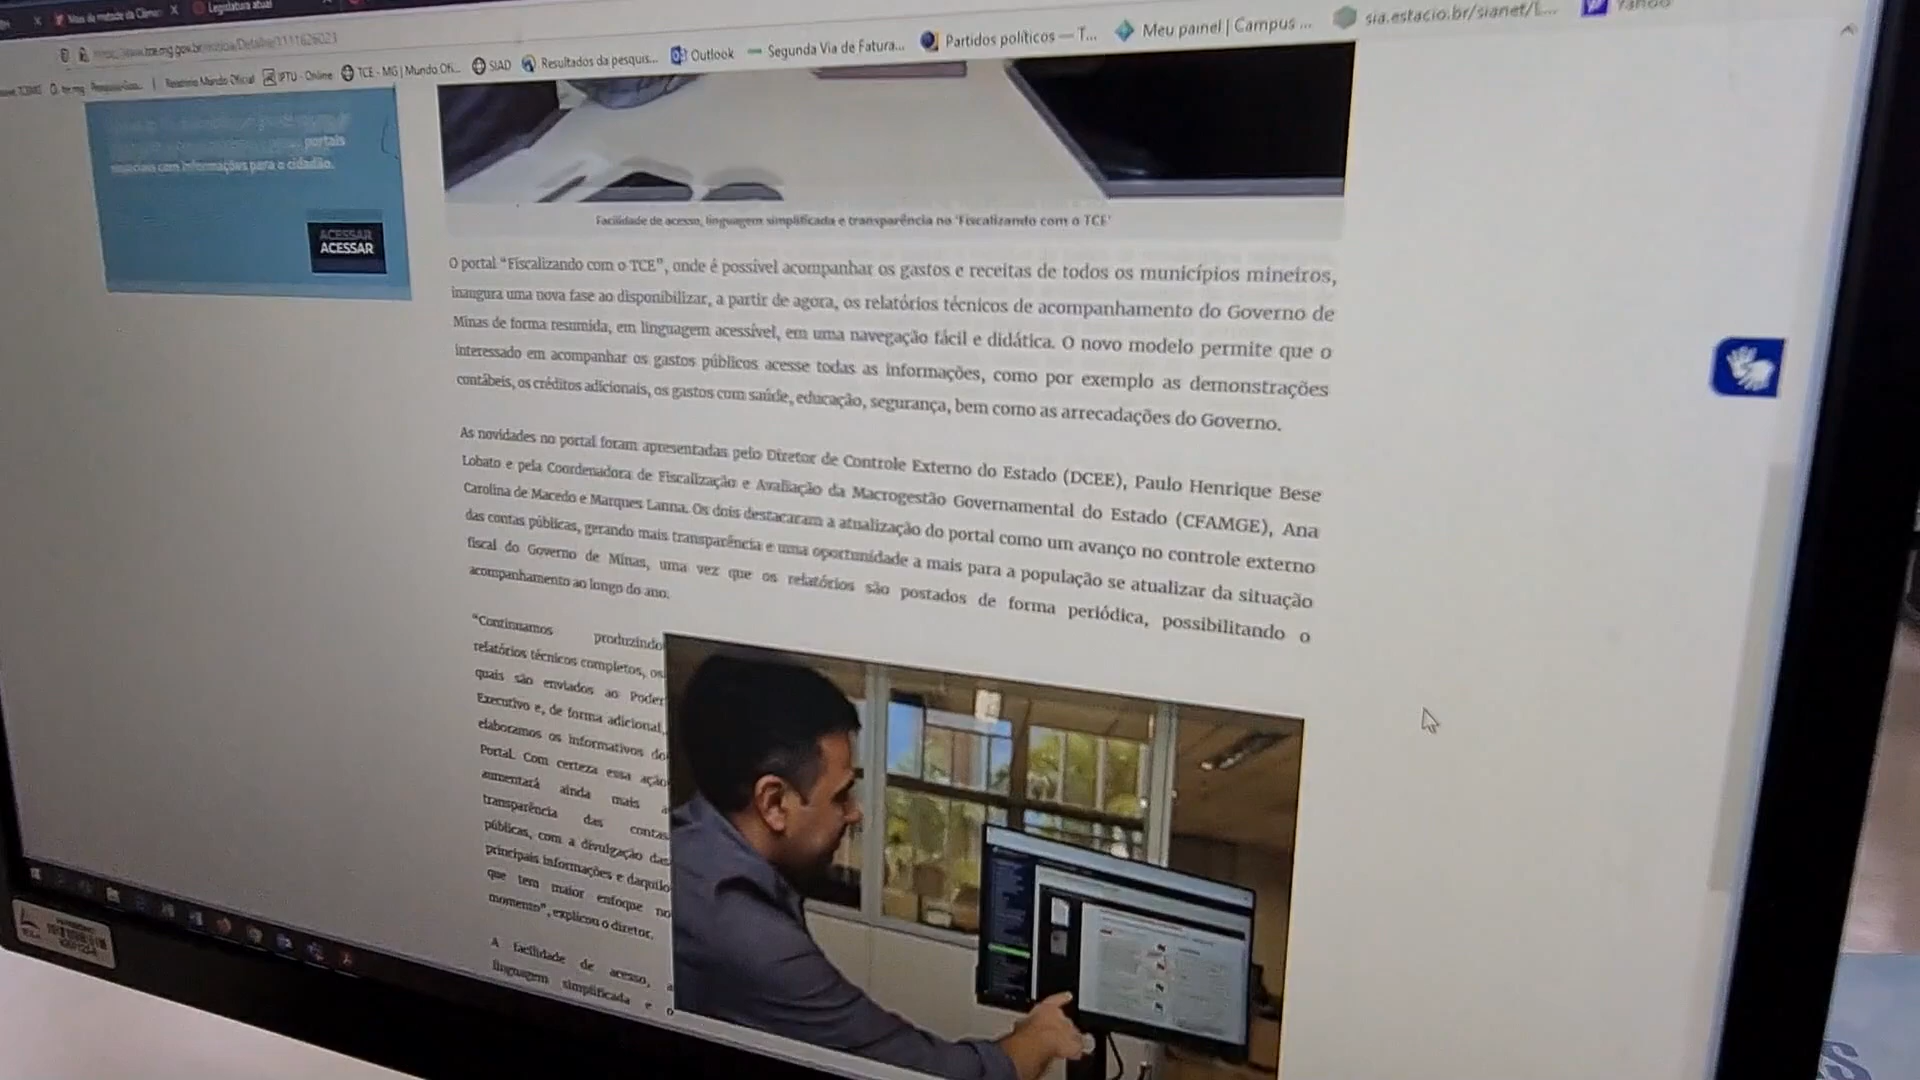 Legislatura atual
www.tce.mg.gov.br/noticia/Detalhe/1111626023
Meu painel | Campus ...
sia.estacio.br/sianet/L...
Yahoo
IPTU - Online
TCE - MG | Mundo Ofi...
SIAD
Resultados da pesquis...
Outlook
Segunda Via de Fatura...
Partidos políticos — T...
portais
com informações para o cidadão.
ACESSAR
ACESSAR
Facilidade de acesso, linguagem simplificada e transparência no 'Fiscalizando com o TCE'
O portal "Fiscalizando com o TCE", onde é possível acompanhar os gastos e receitas de todos os municípios mineiros,
inaugura uma nova fase ao disponibilizar, a partir de agora, os relatórios técnicos de acompanhamento do Governo de
Minas de forma resumida, em linguagem acessível, em uma navegação fácil e didática. O novo modelo permite que o
interessado em acompanhar os gastos públicos acesse todas as informações, como por exemplo as demonstrações
contábeis, os créditos adicionais, os gastos com saúde, educação, segurança, bem como as arrecadações do Governo.
As novidades no portal foram apresentadas pelo Diretor de Controle Externo do Estado (DCEE), Paulo Henrique Bese
Lobato e pela Coordenadora de Fiscalização e Avaliação da Macrogestão Governamental do Estado (CFAMGE), Ana
Carolina de Macedo e Marques Lanna. Os dois destacaram a atualização do portal como um avanço no controle externo
das contas públicas, gerando mais transparência e uma oportunidade a mais para a população se atualizar da situação
fiscal do Governo de Minas, uma vez que os relatórios são postados de forma periódica, possibilitando o
acompanhamento ao longo do ano.
"Continuamos produzindo
relatórios técnicos completos, os
quais são enviados ao Poder
Executivo e, de forma adicional,
elaboramos os informativos do
Portal. Com certeza essa ação
aumentará ainda mais a
transparência das contas
públicas, com a divulgação das
principais informações e daquilo
que tem maior enfoque no
momento", explicou o diretor.
A facilidade de acesso, a
linguagem simplificada e o